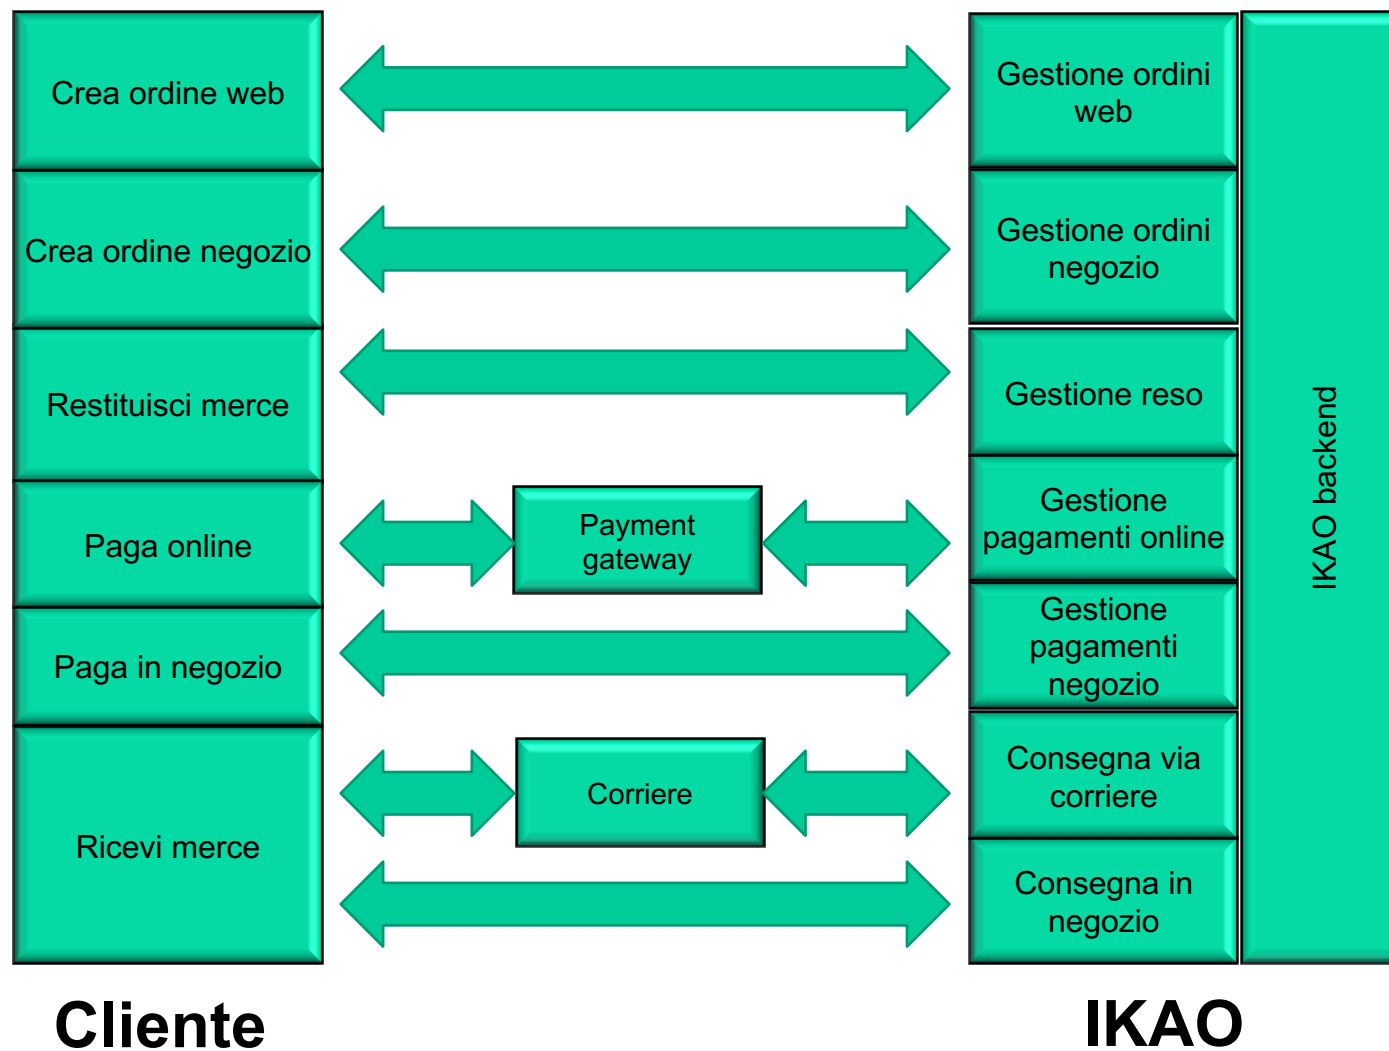 Crea ordine web
Crea ordine negozio
Restituisci merce
Paga online
Paga in negozio
Ricevi merce
Payment
gateway
Corriere
Gestione ordini
web
Gestione ordini
negozio
Gestione reso
Gestione
pagamenti online
Gestione
pagamenti
negozio
Consegna via
corriere
Consegna in
negozio
IKAO backend
Cliente
IKAO